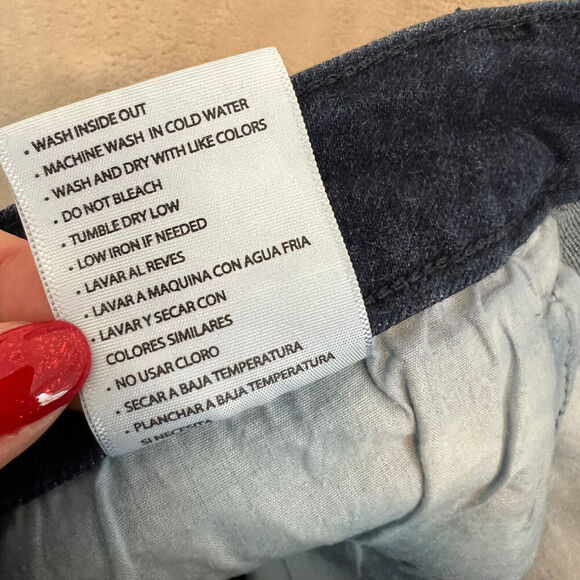 • WASH INSIDE OUT
• MACHINE WASH IN COLD WATER
• WASH AND DRY WITH LIKE COLORS
• DO NOT BLEACH
• TUMBLE DRY LOW
• LOW IRON IF NEEDED
• LAVAR AL REVES
• LAVAR A MAQUINA CON AGUA FRIA
• LAVAR Y SECAR CON
COLORES SIMILARES
• NO USAR CLORO
• SECAR A BAJA TEMPERATURA
• PLANCHAR A BAJA TEMPERATURA
SI NECESITA